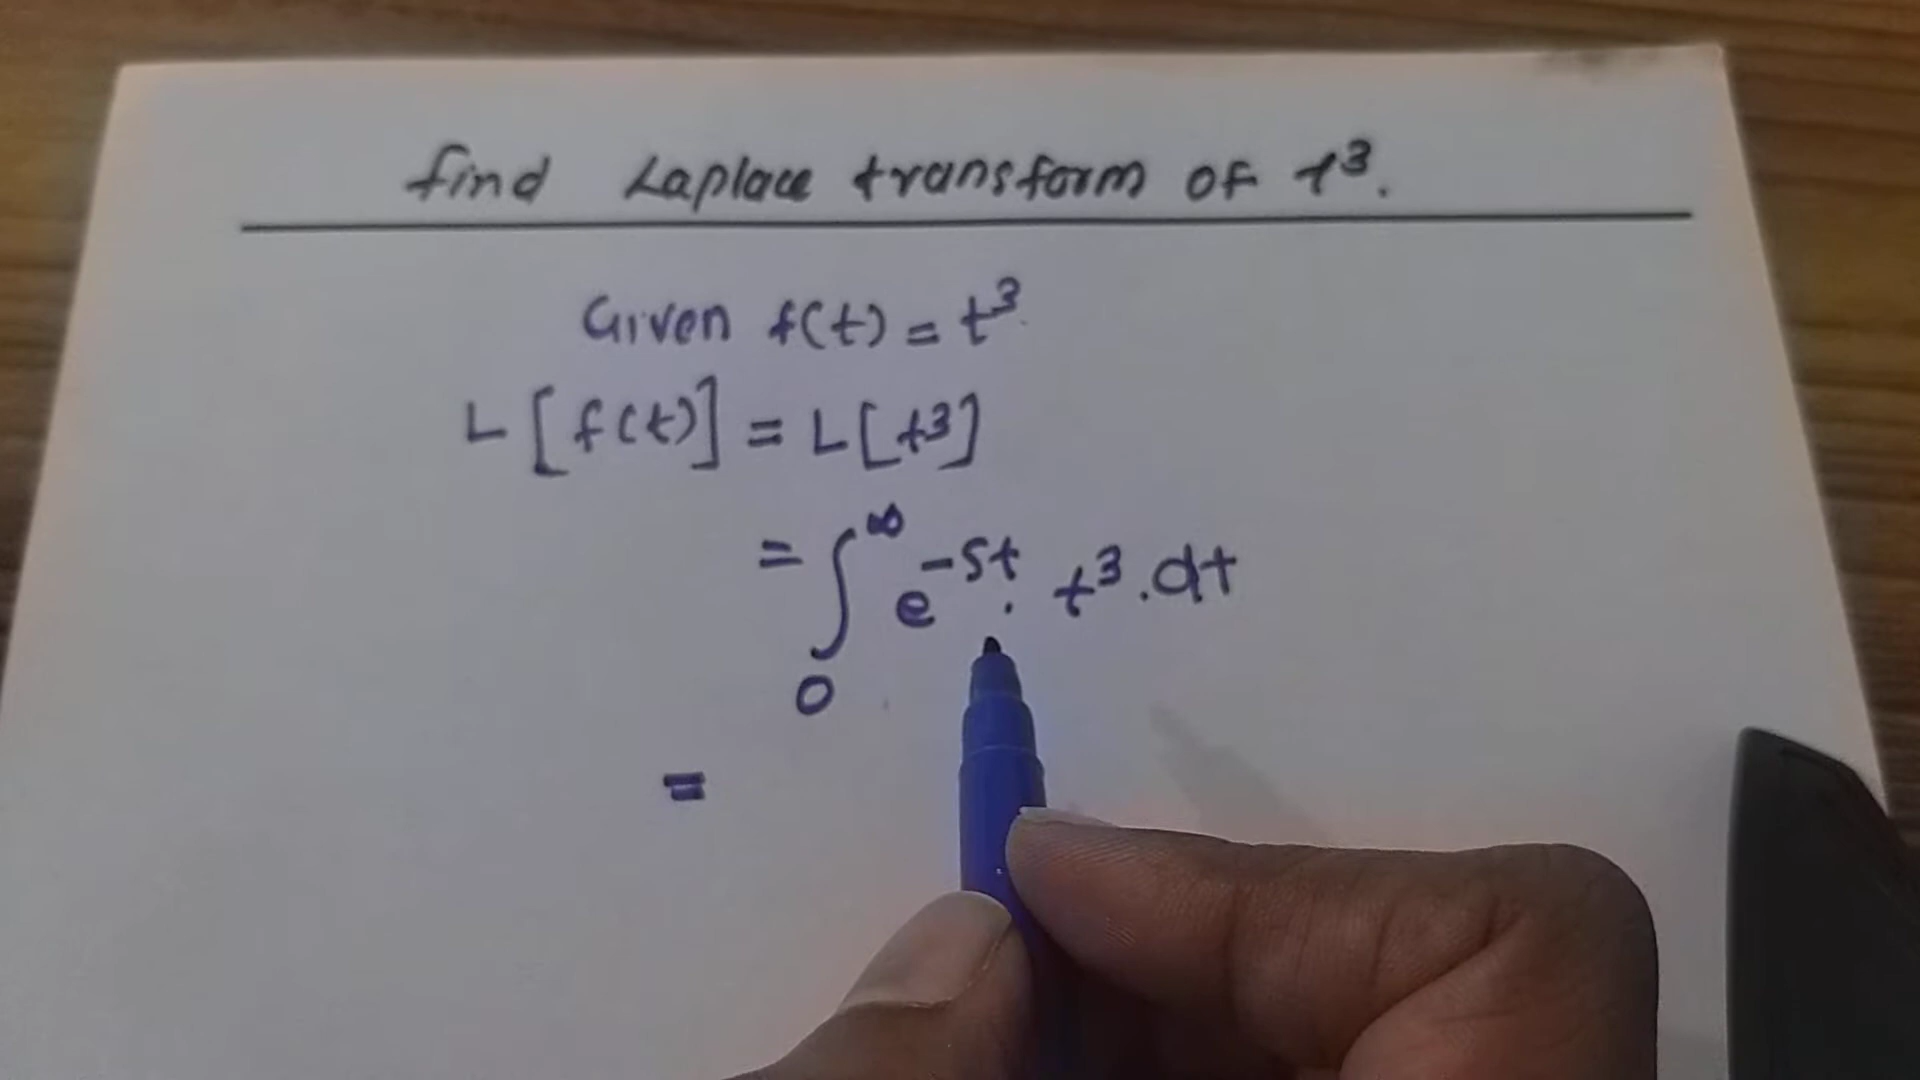 find Laplace transform of t³.
Given f(t) = t³
L[f(t)] = L[t³]
= ∫₀^∞ e^-st . t³ . dt
=